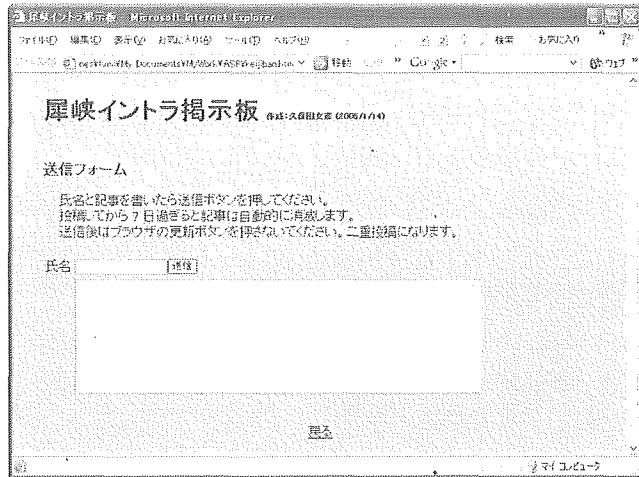 犀峡イントラ掲示板 - Microsoft Internet Explorer
ファイル(F) 編集(E) 表示(V) お気に入り(A) ツール(T) ヘルプ(H) 検索 お気に入り
My Documents¥MyWork¥ASP¥ 移動 Google
犀峡イントラ掲示板 (2005/1/14)
送信フォーム
氏名と記事を書いたら送信ボタンを押してください。
投稿してから7日過ぎると記事は自動的に消滅します。
送信後はブラウザの更新ボタンを押さないでください。二重投稿になります。
氏名 送信
戻る
マイ コンピュータ